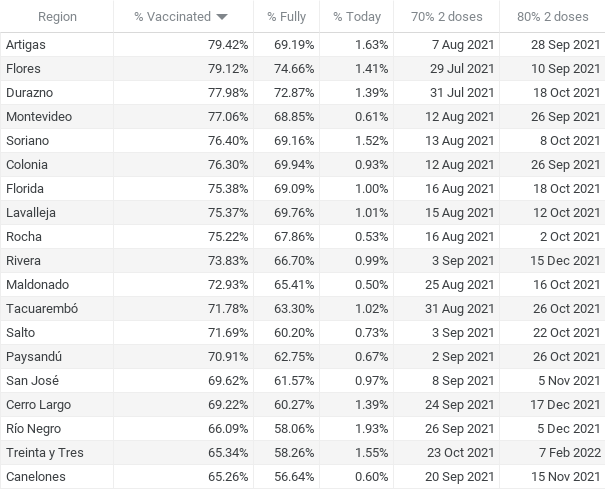 Region % Vaccinated % Fully % Today 70% 2 doses 80% 2 doses
Artigas 79.42% 69.19% 1.63% 7 Aug 2021 28 Sep 2021
Flores 79.12% 74.66% 1.41% 29 Jul 2021 10 Sep 2021
Durazno 77.98% 72.87% 1.39% 31 Jul 2021 18 Oct 2021
Montevideo 77.06% 68.85% 0.61% 12 Aug 2021 26 Sep 2021
Soriano 76.40% 69.16% 1.52% 13 Aug 2021 8 Oct 2021
Colonia 76.30% 69.94% 0.93% 12 Aug 2021 26 Sep 2021
Florida 75.38% 69.09% 1.00% 16 Aug 2021 18 Oct 2021
Lavalleja 75.37% 69.76% 1.01% 15 Aug 2021 12 Oct 2021
Rocha 75.22% 67.86% 0.53% 16 Aug 2021 2 Oct 2021
Rivera 73.83% 66.70% 0.99% 3 Sep 2021 15 Dec 2021
Maldonado 72.93% 65.41% 0.50% 25 Aug 2021 16 Oct 2021
Tacuarembó 71.78% 63.30% 1.02% 31 Aug 2021 26 Oct 2021
Salto 71.69% 60.20% 0.73% 3 Sep 2021 22 Oct 2021
Paysandú 70.91% 62.75% 0.67% 2 Sep 2021 26 Oct 2021
San José 69.62% 61.57% 0.97% 8 Sep 2021 5 Nov 2021
Cerro Largo 69.22% 60.27% 1.39% 24 Sep 2021 17 Dec 2021
Río Negro 66.09% 58.06% 1.93% 26 Sep 2021 5 Dec 2021
Treinta y Tres 65.34% 58.26% 1.55% 23 Oct 2021 7 Feb 2022
Canelones 65.26% 56.64% 0.60% 20 Sep 2021 15 Nov 2021